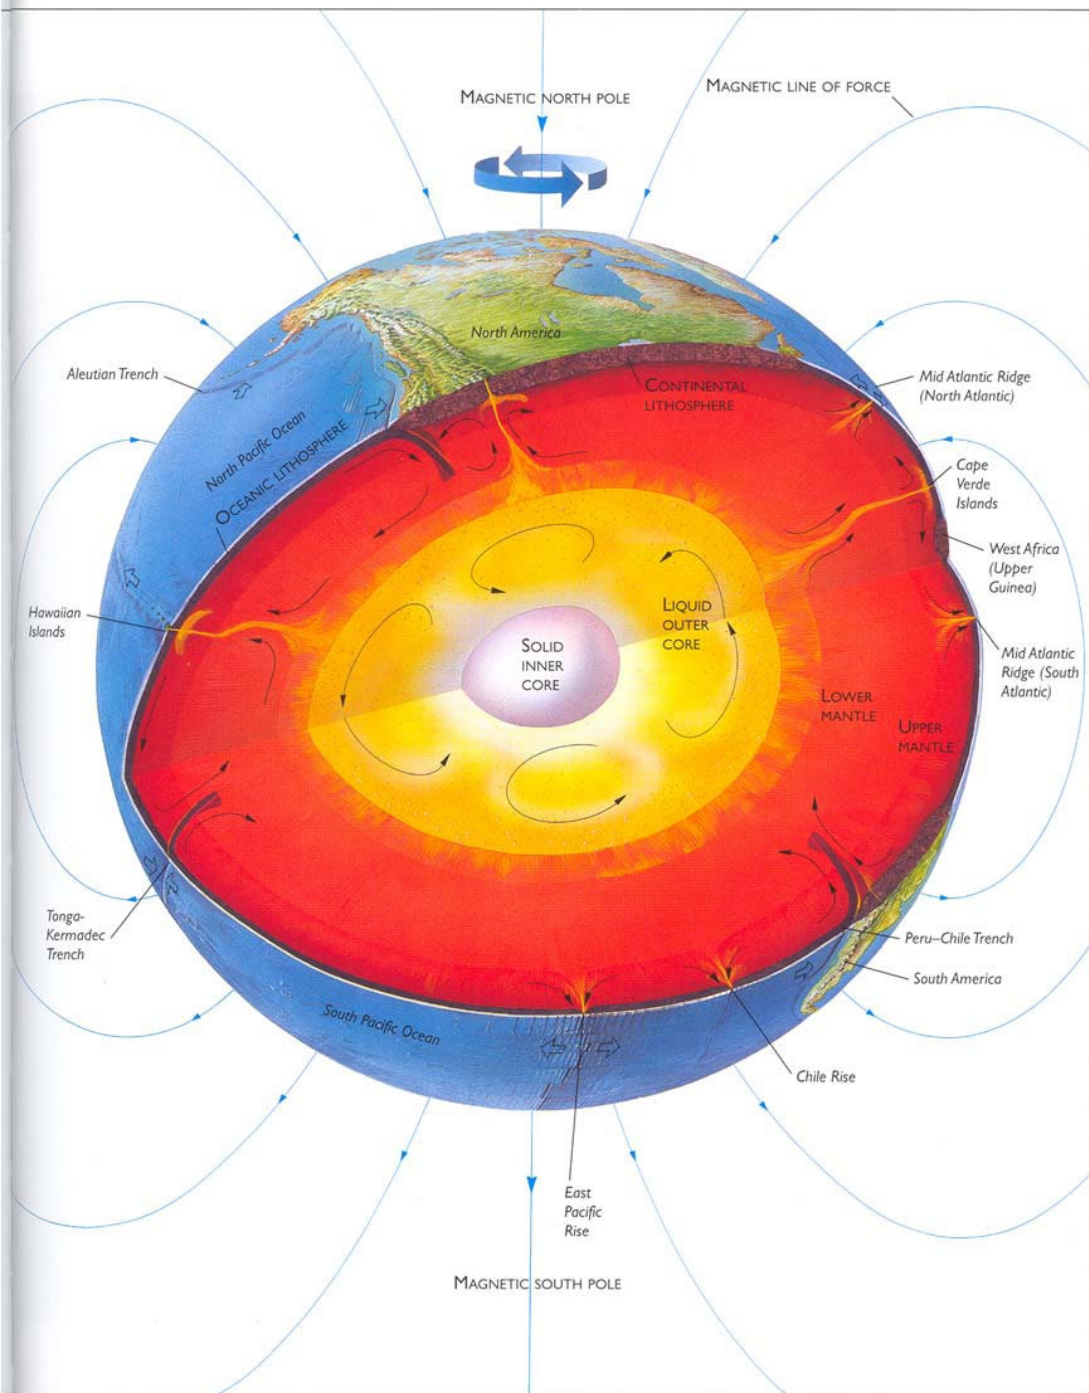 MAGNETIC NORTH POLE
MAGNETIC LINE OF FORCE
North America
Aleutian Trench
CONTINENTAL
LITHOSPHERE
Mid Atlantic Ridge
(North Atlantic)
North Pacific Ocean
OCEANIC LITHOSPHERE
Cape
Verde
Islands
West Africa
(Upper
Guinea)
Hawaiian
Islands
LIQUID
OUTER
CORE
SOLID
INNER
CORE
Mid Atlantic
Ridge (South
Atlantic)
LOWER
MANTLE
UPPER
MANTLE
Tonga-
Kermadec
Trench
Peru–Chile Trench
South America
South Pacific Ocean
Chile Rise
East
Pacific
Rise
MAGNETIC SOUTH POLE